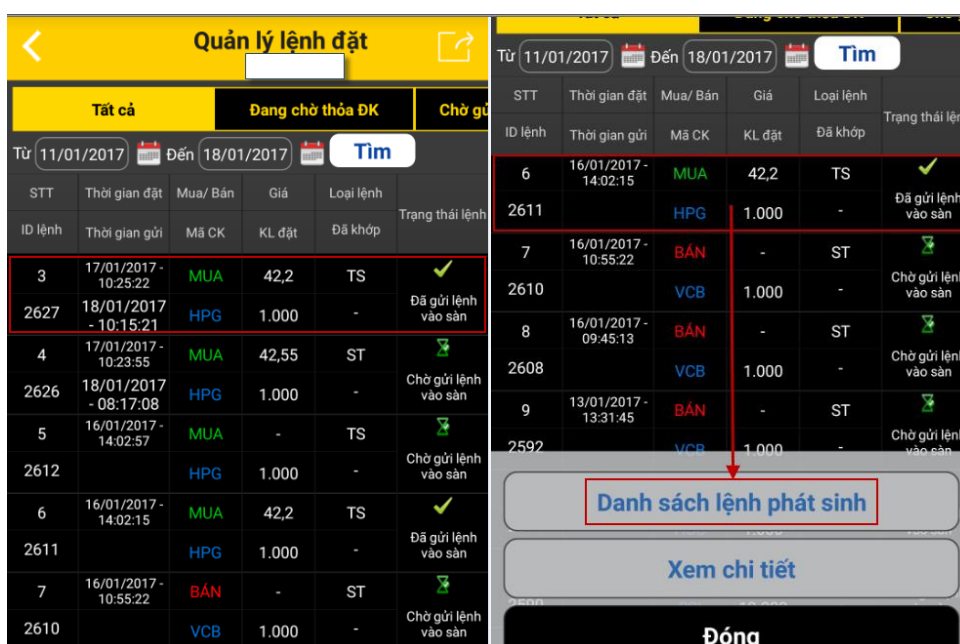 Quản lý lệnh đặt
Tất cả Đang chờ thỏa ĐK Chờ gử
Từ 11/01/2017 Đến 18/01/2017 Tìm
STT Thời gian đặt Mua/ Bán Giá Loại lệnh Trạng thái lệnh
ID lệnh Thời gian gửi Mã CK KL đặt Đã khớp
3 17/01/2017 - 10:25:22 MUA 42,2 TS
2627 18/01/2017 - 10:15:21 HPG 1.000 - Đã gửi lệnh vào sàn
4 17/01/2017 - 10:23:55 MUA 42,55 ST
2626 18/01/2017 - 08:17:08 HPG 1.000 - Chờ gửi lệnh vào sàn
5 16/01/2017 - 14:02:57 MUA - TS
2612 HPG 1.000 - Chờ gửi lệnh vào sàn
6 16/01/2017 - 14:02:15 MUA 42,2 TS
2611 HPG 1.000 - Đã gửi lệnh vào sàn
7 16/01/2017 - 10:55:22 BÁN - ST
2610 VCB 1.000 - Chờ gửi lệnh vào sàn
Từ 11/01/2017 Đến 18/01/2017 Tìm
STT Thời gian đặt Mua/ Bán Giá Loại lệnh Trạng thái lện
ID lệnh Thời gian gửi Mã CK KL đặt Đã khớp
6 16/01/2017 - 14:02:15 MUA 42,2 TS
2611 HPG 1.000 - Đã gửi lệnh vào sàn
7 16/01/2017 - 10:55:22 BÁN - ST
2610 VCB 1.000 - Chờ gửi lệnh vào sàn
8 16/01/2017 - 09:45:13 BÁN - ST
2608 VCB 1.000 - Chờ gửi lệnh vào sàn
9 13/01/2017 - 13:31:45 BÁN - ST
2592 VCB 1.000 - Chờ gửi lệnh vào sàn
Danh sách lệnh phát sinh
Xem chi tiết
Đóng